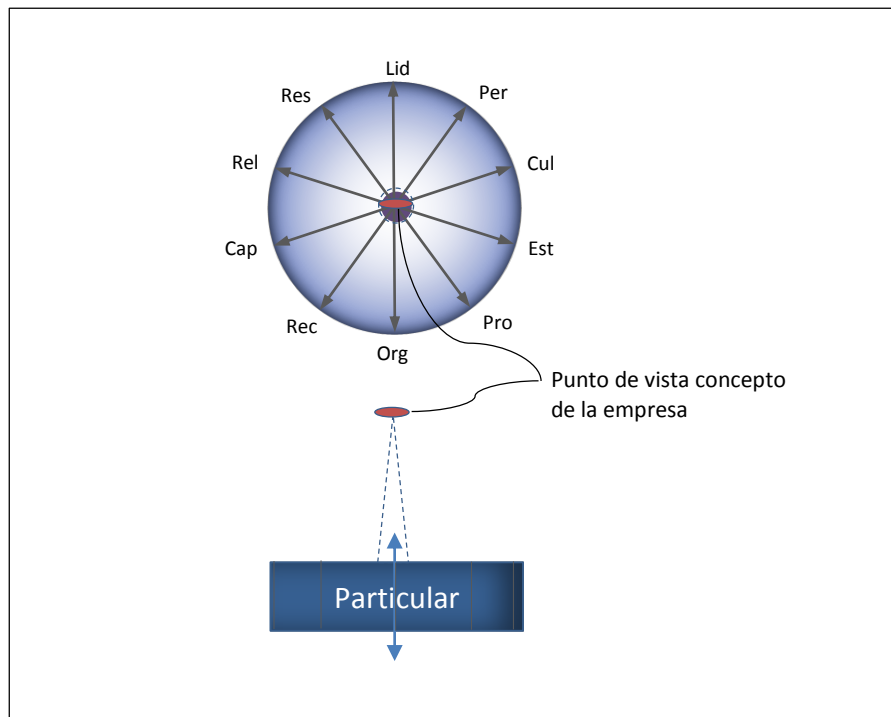 Lid
Res
Per
Rel
Cul
Cap
Est
Rec
Pro
Org
Punto de vista concepto
de la empresa
Particular